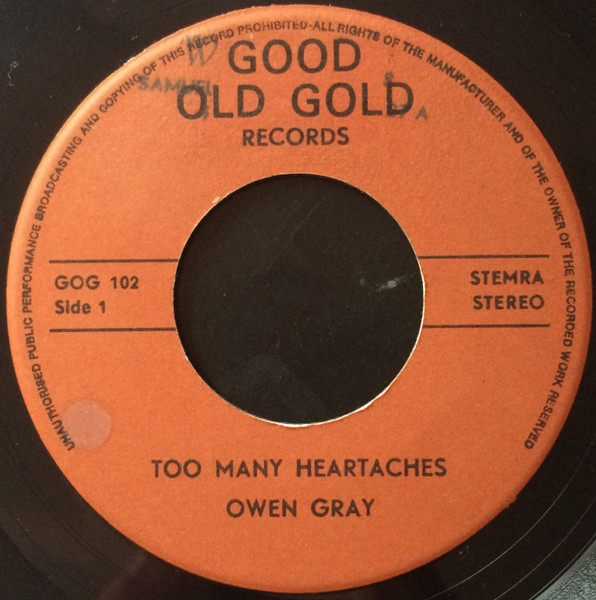 UNAUTHORISED PUBLIC PERFORMANCE BROADCASTING AND COPYING OF THIS RECORD PROHIBITED-ALL RIGHTS OF THE MANUFACTURER AND OF THE OWNER OF THE RECORDED WORK RESERVED
GOOD
SAMUEL
OLD GOLD
RECORDS
GOG 102
Side 1
STEMRA
STEREO
TOO MANY HEARTACHES
OWEN GRAY